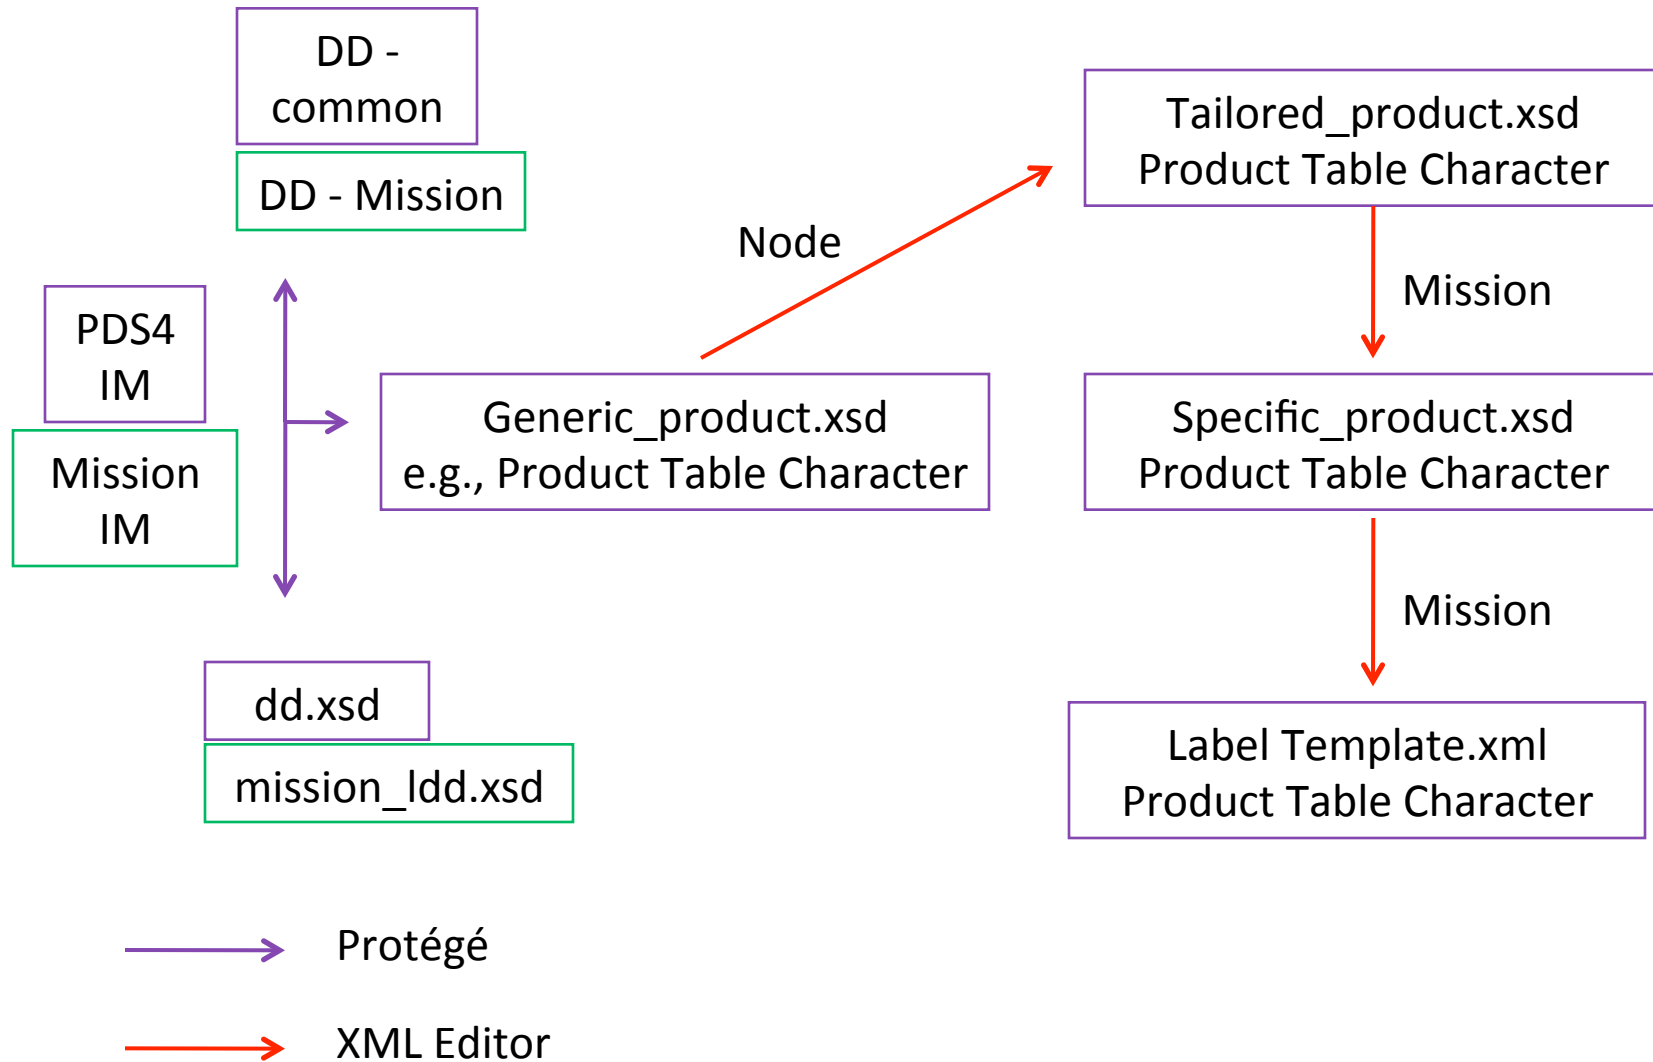 DD -
common
DD - Mission
PDS4
IM
Mission
IM
dd.xsd
mission_ldd.xsd
Generic_product.xsd
e.g., Product Table Character
Node
Tailored_product.xsd
Product Table Character
Mission
Specific_product.xsd
Product Table Character
Mission
Label Template.xml
Product Table Character
Protégé
XML Editor